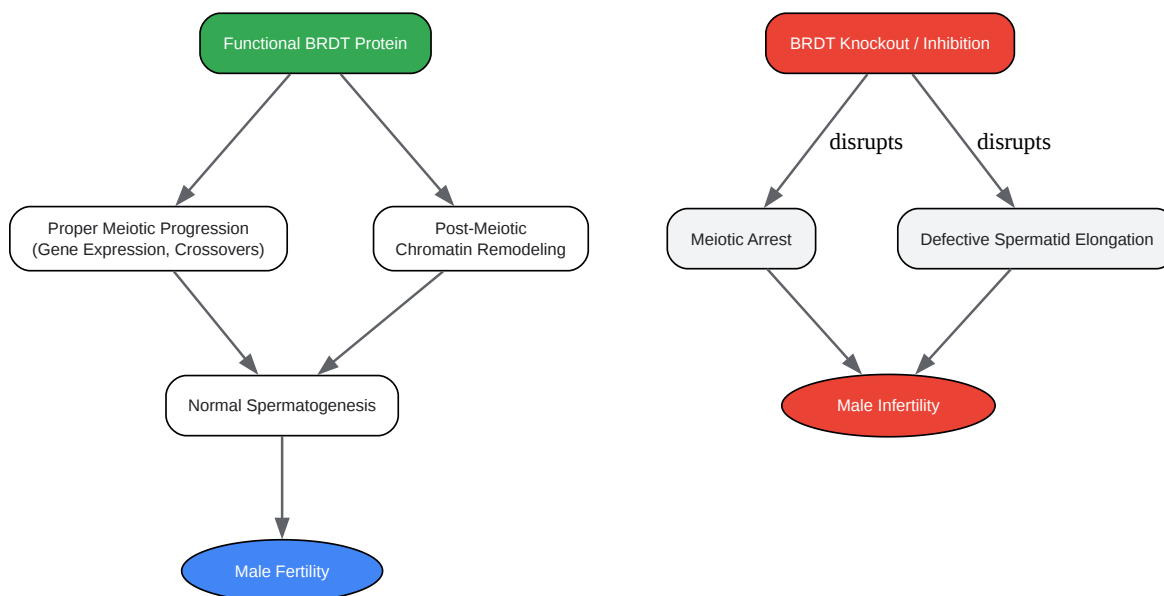 Functional BRDT Protein
BRDT Knockout / Inhibition
disrupts
disrupts
Proper Meiotic Progression
(Gene Expression, Crossovers)
Post-Meiotic
Chromatin Remodeling
Meiotic Arrest
Defective Spermatid Elongation
Normal Spermatogenesis
Male Infertility
Male Fertility